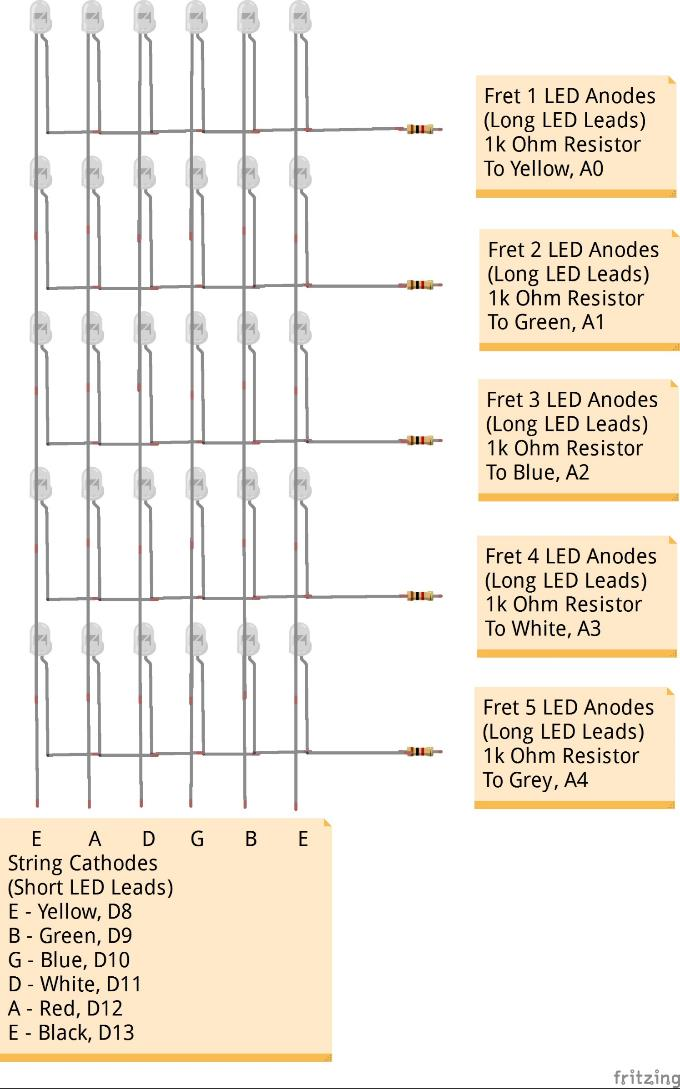 Fret 1 LED Anodes
(Long LED Leads)
1k Ohm Resistor
To Yellow, A0
Fret 2 LED Anodes
(Long LED Leads)
1k Ohm Resistor
To Green, A1
Fret 3 LED Anodes
(Long LED Leads)
1k Ohm Resistor
To Blue, A2
Fret 4 LED Anodes
(Long LED Leads)
1k Ohm Resistor
To White, A3
Fret 5 LED Anodes
(Long LED Leads)
1k Ohm Resistor
To Grey, A4
E A D G B E
String Cathodes
(Short LED Leads)
E - Yellow, D8
B - Green, D9
G - Blue, D10
D - White, D11
A - Red, D12
E - Black, D13
fritzing